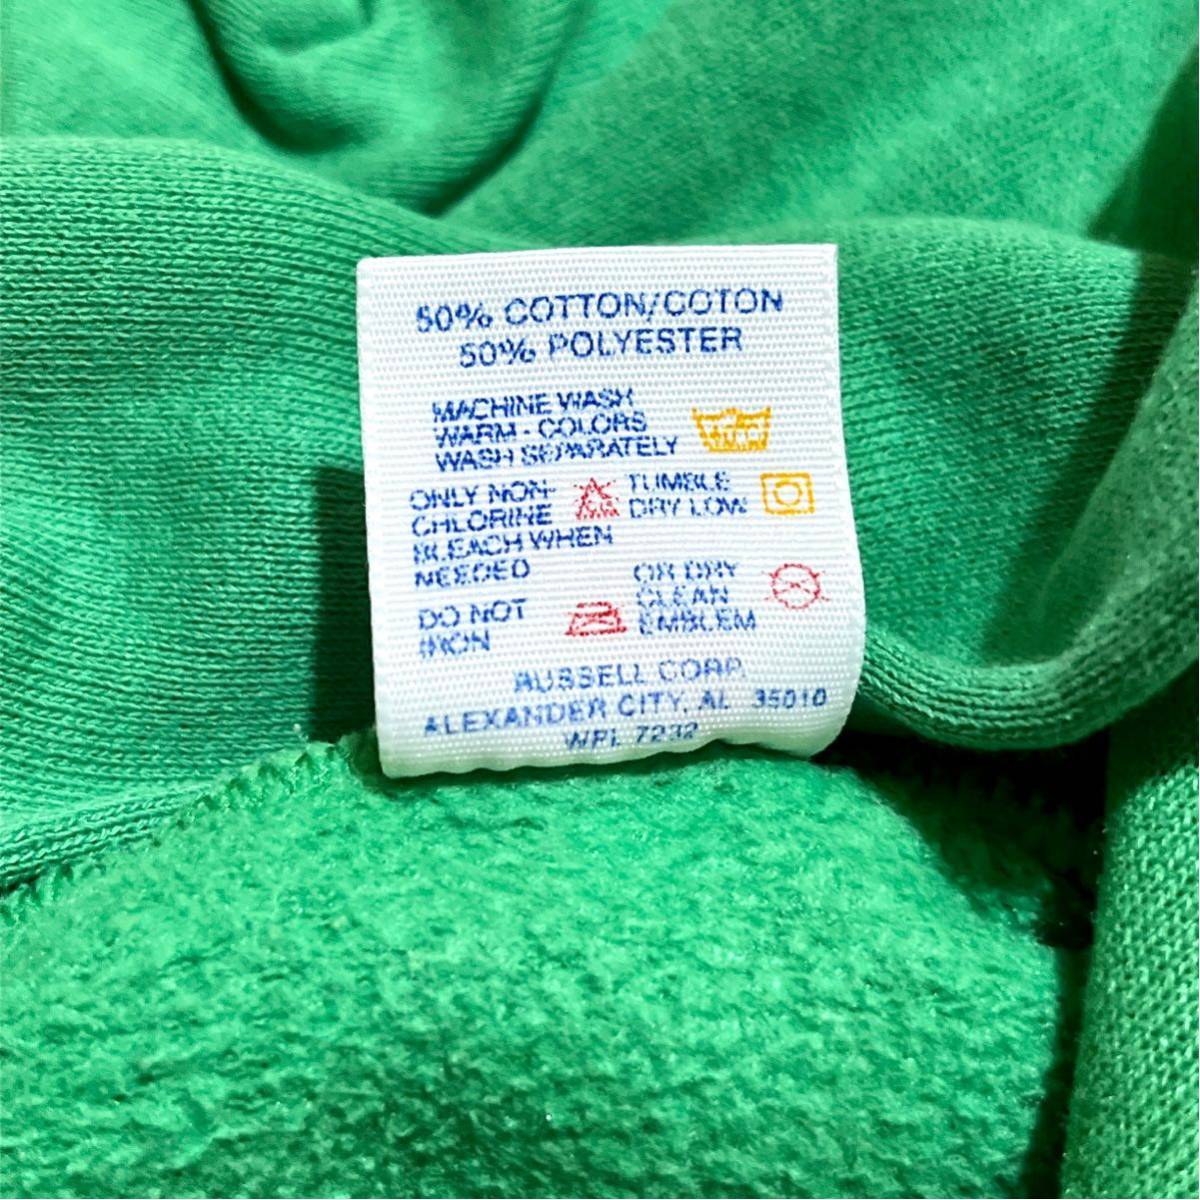 50% COTTON/COTON
50% POLYESTER
MACHINE WASH
WARM - COLORS
WASH SEPARATELY
ONLY NON-
CHLORINE
BLEACH WHEN
NEEDED
TUMBLE
DRY LOW
DO NOT
IRON
OR DRY
CLEAN
EMBLEM
RUSSELL CORP.
ALEXANDER CITY, AL 35010
WPL 7232